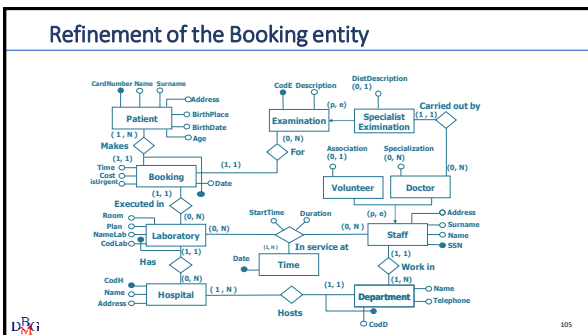 Refinement of the Booking entity
CardNumber Name Surname
Address
BirthPlace
BirthDate
Age
Patient
CodE Description
Examination
(p, e)
DietDescription
(0, 1)
Specialist
Eximination
(1, 1)
Carried out by
(1, N)
Makes
(0, N)
For
(1, 1)
Time
Cost
isUrgent
Booking
(1, 1)
Date
Association
(0, 1)
Specialization
(0, N)
(0, N)
Volunteer
Doctor
(1, 1)
Executed in
(0, N)
Room
Plan
NameLab
CodLab
Laboratory
(0, N)
StartTime
Duration
In service at
(0, N)
(p, e)
Staff
Address
Surname
Name
SSN
(1, 1)
Has
(1, N)
Date
Time
(1, 1)
Work in
(0, N)
CodH
Name
Address
Hospital
(1, N)
Hosts
(1, 1)
(1, N)
Department
Name
Telephone
CodD
DBMG
105